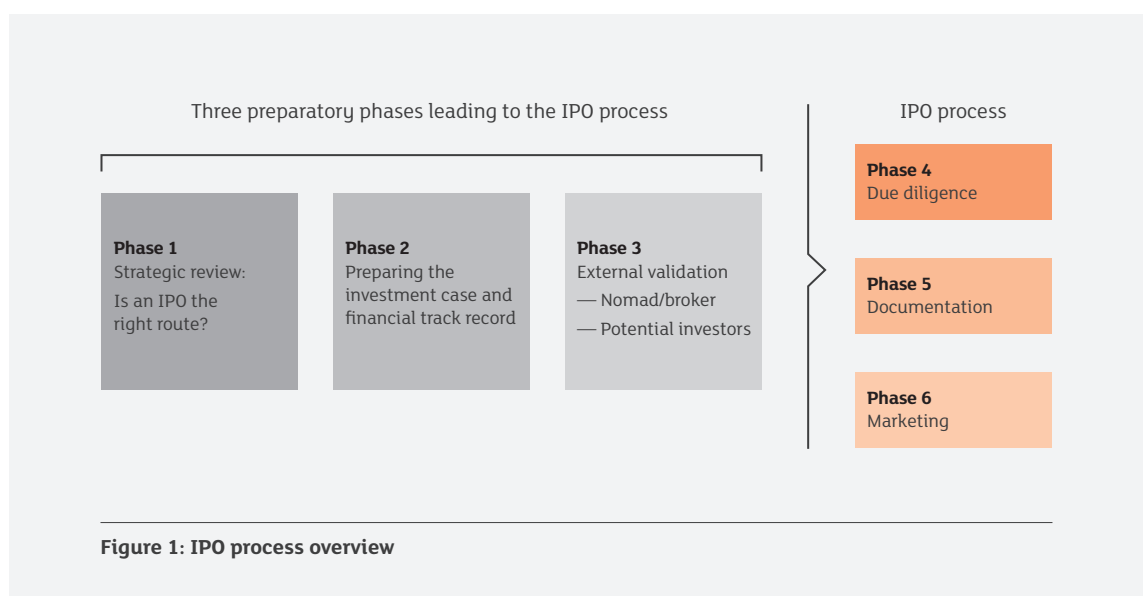 Three preparatory phases leading to the IPO process
IPO process
Phase 1
Strategic review:
Is an IPO the
right route?
Phase 2
Preparing the
investment case and
financial track record
Phase 3
External validation
— Nomad/broker
— Potential investors
Phase 4
Due diligence
Phase 5
Documentation
Phase 6
Marketing
Figure 1: IPO process overview